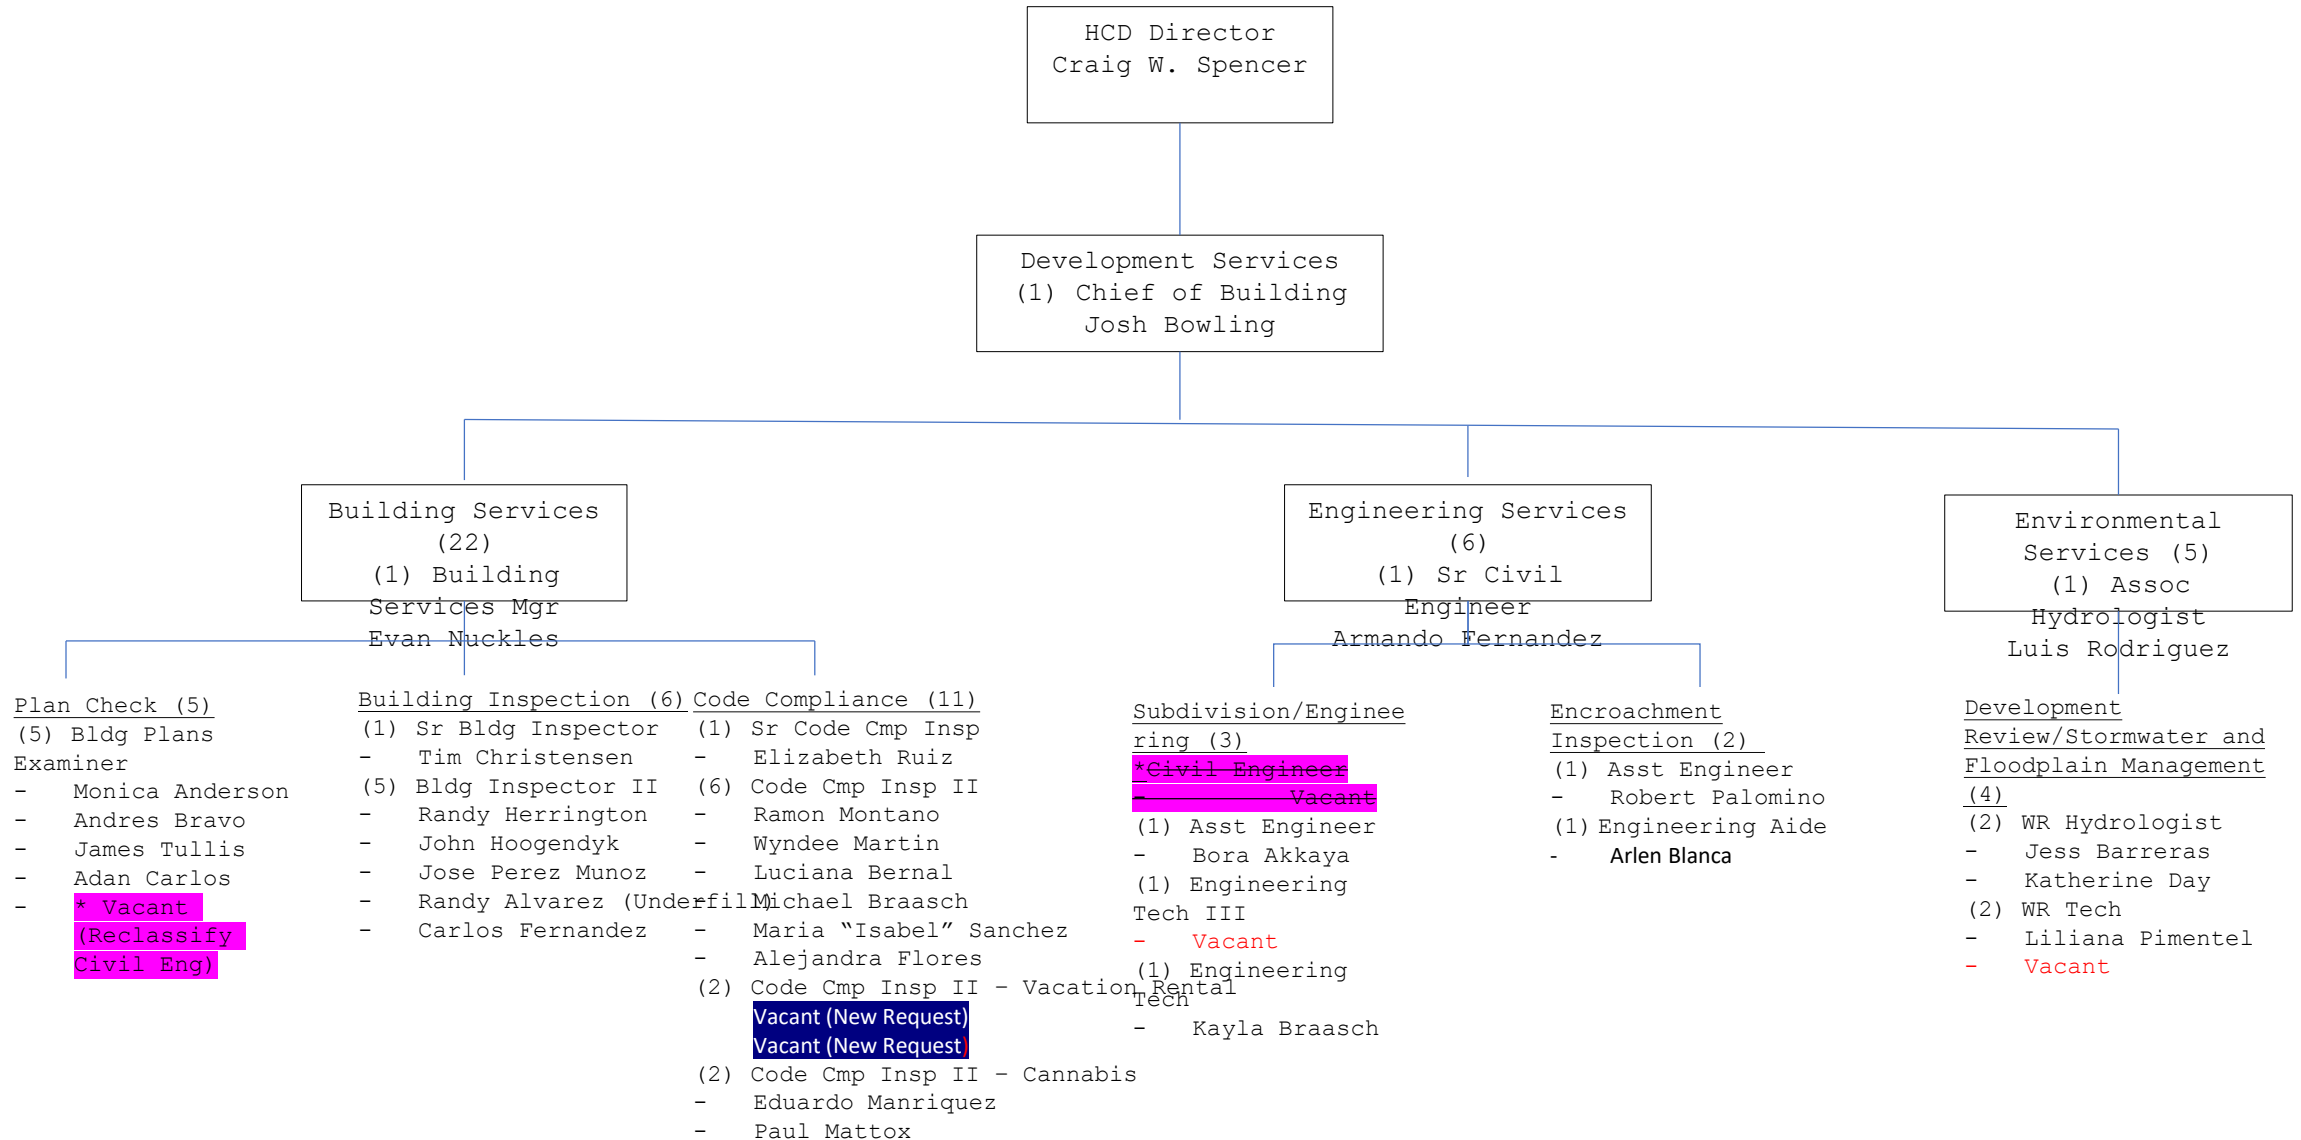 HCD Director
Craig W. Spencer
Development Services
(1) Chief of Building
Josh Bowling
Building Services
(22)
(1) Building
Services Mgr
Evan Nuckles
Engineering Services
(6)
(1) Sr Civil
Engineer
Armando Fernandez
Environmental
Services (5)
(1) Assoc
Hydrologist
Luis Rodriguez
Plan Check (5)
(5) Bldg Plans
Examiner
- Monica Anderson
- Andres Bravo
- James Tullis
- Adan Carlos
- * Vacant
(Reclassify
Civil Eng)
Building Inspection (6)
(1) Sr Bldg Inspector
- Tim Christensen
(5) Bldg Inspector II
- Randy Herrington
- John Hoogendyk
- Jose Perez Munoz
- Randy Alvarez (Underfill)
- Carlos Fernandez
Code Compliance (11)
(1) Sr Code Cmp Insp
- Elizabeth Ruiz
(6) Code Cmp Insp II
- Ramon Montano
- Wyndee Martin
- Luciana Bernal
- Michael Braasch
- Maria “Isabel” Sanchez
- Alejandra Flores
(2) Code Cmp Insp II – Vacation Rental
Vacant (New Request)
Vacant (New Request)
(2) Code Cmp Insp II – Cannabis
- Eduardo Manriquez
- Paul Mattox
Subdivision/Enginee
ring (3)
*Civil Engineer
- Vacant
(1) Asst Engineer
- Bora Akkaya
(1) Engineering
Tech III
- Vacant
(1) Engineering
Tech
- Kayla Braasch
Encroachment
Inspection (2)
(1) Asst Engineer
- Robert Palomino
(1) Engineering Aide
- Arlen Blanca
Development
Review/Stormwater and
Floodplain Management
(4)
(2) WR Hydrologist
- Jess Barreras
- Katherine Day
(2) WR Tech
- Liliana Pimentel
- Vacant